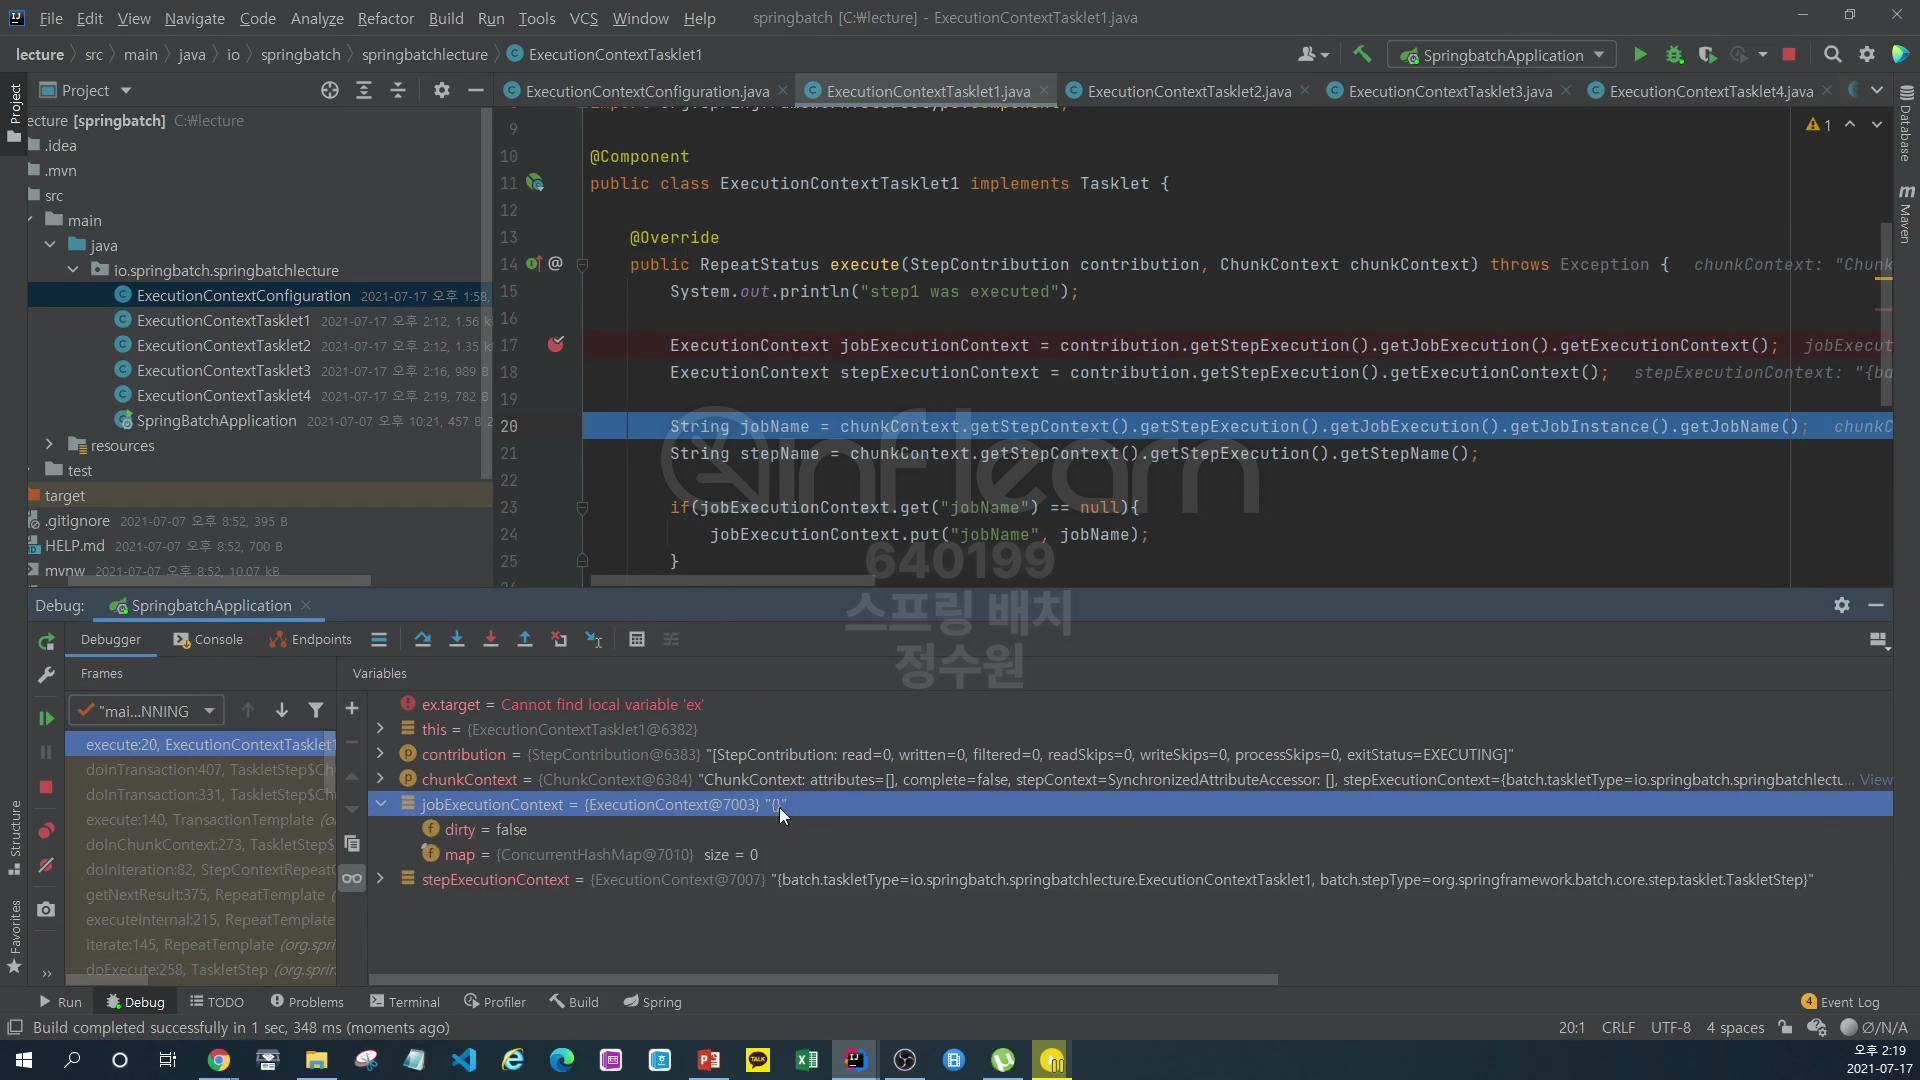 File Edit View Navigate Code Analyze Refactor Build Run Tools VCS Window Help springbatch [C:\lecture] - ExecutionContextTasklet1.java
lecture src main java io springbatch springbatchlecture ExecutionContextTasklet1 SpringbatchApplication
Project ExecutionContextConfiguration.java ExecutionContextTasklet1.java ExecutionContextTasklet2.java ExecutionContextTasklet3.java ExecutionContextTasklet4.java
ecture [springbatch] C:\lecture
.idea
.mvn
src
main
java
io.springbatch.springbatchlecture
ExecutionContextConfiguration 2021-07-17 오후 1:58,
ExecutionContextTasklet1 2021-07-17 오후 2:12, 1.56 k
ExecutionContextTasklet2 2021-07-17 오후 2:12, 1.35 k
ExecutionContextTasklet3 2021-07-17 오후 2:16, 989 B
ExecutionContextTasklet4 2021-07-17 오후 2:19, 782 B
SpringBatchApplication 2021-07-07 오후 10:21, 457 B
resources
test
target
.gitignore 2021-07-07 오후 8:52, 395 B
HELP.md 2021-07-07 오후 8:52, 700 B
mvnw 2021-07-07 오후 8:52, 10.07 kB
Project
Structure
Favorites
Database
Maven
1
9
10 @Component
11 public class ExecutionContextTasklet1 implements Tasklet {
12
13 @Override
14 public RepeatStatus execute(StepContribution contribution, ChunkContext chunkContext) throws Exception { chunkContext: "Chunk
15 System.out.println("step1 was executed");
16
17 ExecutionContext jobExecutionContext = contribution.getStepExecution().getJobExecution().getExecutionContext(); jobExecut
18 ExecutionContext stepExecutionContext = contribution.getStepExecution().getExecutionContext(); stepExecutionContext: "{ba
19
20 String jobName = chunkContext.getStepContext().getStepExecution().getJobExecution().getJobInstance().getJobName(); chunkC
21 String stepName = chunkContext.getStepContext().getStepExecution().getStepName();
22
23 if(jobExecutionContext.get("jobName") == null){
24 jobExecutionContext.put("jobName", jobName);
25 }
inflearn
640199
스프링 배치
정수원
Debug: SpringbatchApplication
Debugger Console Endpoints
Frames Variables
"mai...NNING
execute:20, ExecutionContextTasklet1
doInTransaction:407, TaskletStep$Chu
doInTransaction:331, TaskletStep$Chu
execute:140, TransactionTemplate
doInChunkContext:273, TaskletStep$
doIteration:82, StepContextRepeatC
getNextResult:375, RepeatTemplate
executeInternal:215, RepeatTemplate
iterate:145, RepeatTemplate (org.spri
doExecute:258, TaskletStep (org.sprin
ex.target = Cannot find local variable 'ex'
this = {ExecutionContextTasklet1@6382}
contribution = {StepContribution@6383} "[StepContribution: read=0, written=0, filtered=0, readSkips=0, writeSkips=0, processSkips=0, exitStatus=EXECUTING]"
chunkContext = {ChunkContext@6384} "ChunkContext: attributes=[], complete=false, stepContext=SynchronizedAttributeAccessor: [], stepExecutionContext={batch.taskletType=io.springbatch.springbatchlectu... View
jobExecutionContext = {ExecutionContext@7003} "{}"
dirty = false
map = {ConcurrentHashMap@7010} size = 0
stepExecutionContext = {ExecutionContext@7007} "{batch.taskletType=io.springbatch.springbatchlecture.ExecutionContextTasklet1, batch.stepType=org.springframework.batch.core.step.tasklet.TaskletStep}"
Run Debug TODO Problems Terminal Profiler Build Spring 4 Event Log
Build completed successfully in 1 sec, 348 ms (moments ago) 20:1 CRLF UTF-8 4 spaces Ø/N/A
오후 2:19
2021-07-17